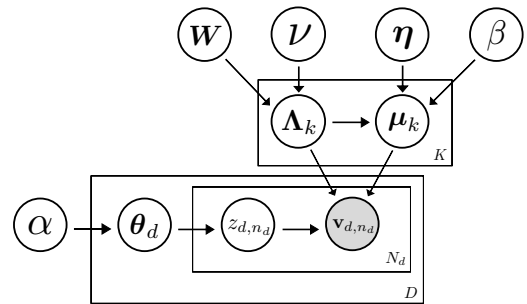 W ν η β
Λ_k μ_k
K
α θ_d z_{d,n_d} v_{d,n_d}
N_d
D